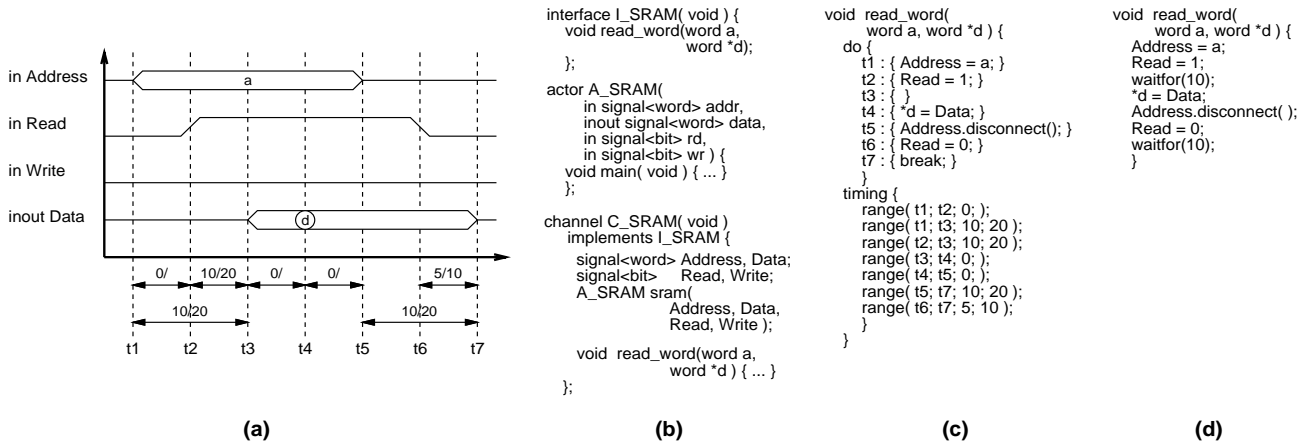 in Address
a
in Read
in Write
inout Data
d
0/ 10/20 0/ 0/ 5/10
10/20 10/20
t1 t2 t3 t4 t5 t6 t7
(a)
interface I_SRAM( void ) {
void read_word(word a,
word *d);
};
actor A_SRAM(
in signal<word> addr,
inout signal<word> data,
in signal<bit> rd,
in signal<bit> wr ) {
void main( void ) { ... }
};
channel C_SRAM( void )
implements I_SRAM {
signal<word> Address, Data;
signal<bit> Read, Write;
A_SRAM sram(
Address, Data,
Read, Write );
void read_word(word a,
word *d ) { ... }
};
(b)
void read_word(
word a, word *d ) {
do {
t1 : { Address = a; }
t2 : { Read = 1; }
t3 : { }
t4 : { *d = Data; }
t5 : { Address.disconnect(); }
t6 : { Read = 0; }
t7 : { break; }
}
timing {
range( t1; t2; 0; );
range( t1; t3; 10; 20 );
range( t2; t3; 10; 20 );
range( t3; t4; 0; );
range( t4; t5; 0; );
range( t5; t7; 10; 20 );
range( t6; t7; 5; 10 );
}
}
(c)
void read_word(
word a, word *d ) {
Address = a;
Read = 1;
waitfor(10);
*d = Data;
Address.disconnect( );
Read = 0;
waitfor(10);
}
(d)